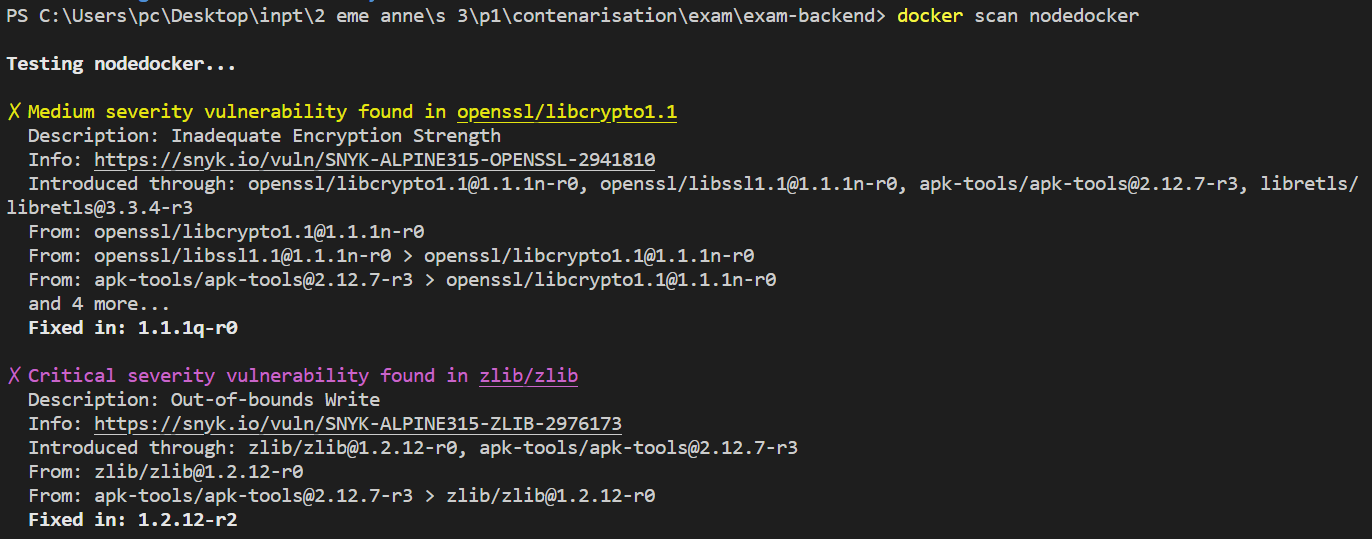 PS C:\Users\pc\Desktop\inpt\2 eme anne\s 3\p1\contenarisation\exam\exam-backend> docker scan nodedocker
Testing nodedocker...
✗ Medium severity vulnerability found in openssl/libcrypto1.1
Description: Inadequate Encryption Strength
Info: https://snyk.io/vuln/SNYK-ALPINE315-OPENSSL-2941810
Introduced through: openssl/libcrypto1.1@1.1.1n-r0, openssl/libssl1.1@1.1.1n-r0, apk-tools/apk-tools@2.12.7-r3, libretls/
libretls@3.3.4-r3
From: openssl/libcrypto1.1@1.1.1n-r0
From: openssl/libssl1.1@1.1.1n-r0 > openssl/libcrypto1.1@1.1.1n-r0
From: apk-tools/apk-tools@2.12.7-r3 > openssl/libcrypto1.1@1.1.1n-r0
and 4 more...
Fixed in: 1.1.1q-r0
✗ Critical severity vulnerability found in zlib/zlib
Description: Out-of-bounds Write
Info: https://snyk.io/vuln/SNYK-ALPINE315-ZLIB-2976173
Introduced through: zlib/zlib@1.2.12-r0, apk-tools/apk-tools@2.12.7-r3
From: zlib/zlib@1.2.12-r0
From: apk-tools/apk-tools@2.12.7-r3 > zlib/zlib@1.2.12-r0
Fixed in: 1.2.12-r2